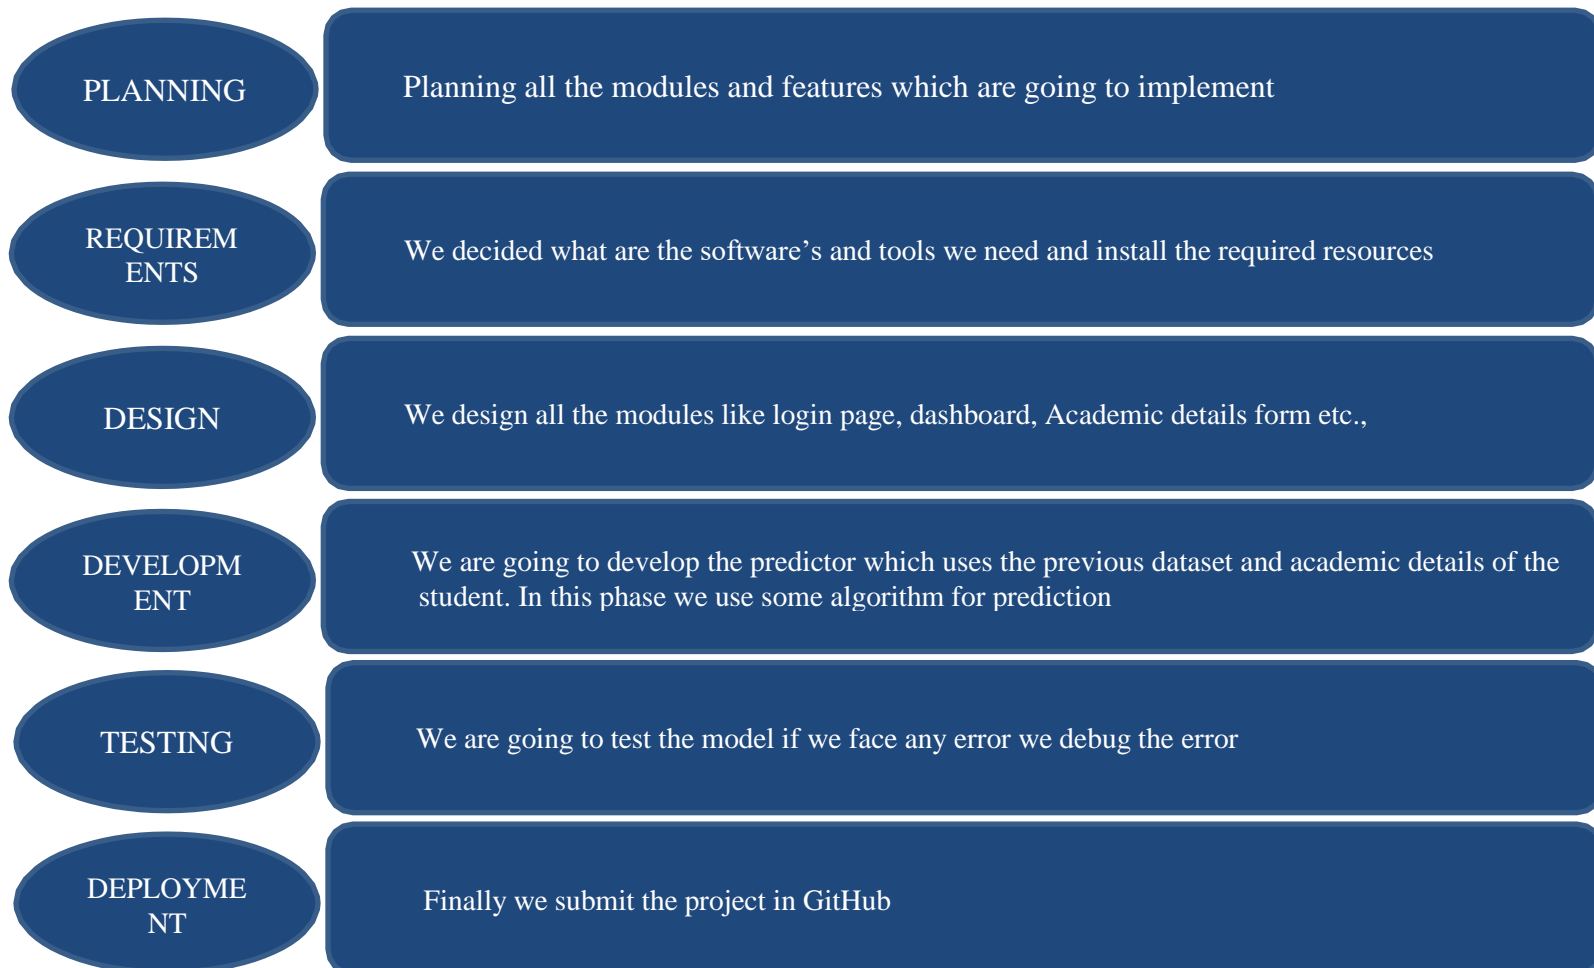 PLANNING
Planning all the modules and features which are going to implement
REQUIREM
ENTS
We decided what are the software’s and tools we need and install the required resources
DESIGN
We design all the modules like login page, dashboard, Academic details form etc.,
DEVELOPM
ENT
We are going to develop the predictor which uses the previous dataset and academic details of the
student. In this phase we use some algorithm for prediction
TESTING
We are going to test the model if we face any error we debug the error
DEPLOYME
NT
Finally we submit the project in GitHub